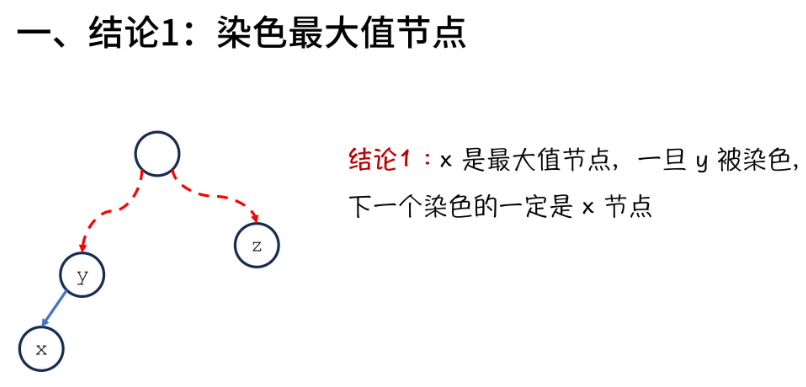 一、结论1：染色最大值节点
结论1：x 是最大值节点，一旦 y 被染色，
下一个染色的一定是 x 节点
z
y
x